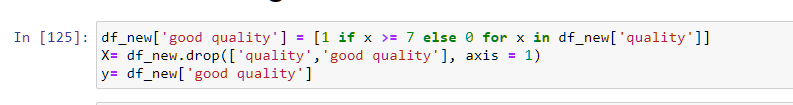 In [125]: df_new['good quality'] = [1 if x >= 7 else 0 for x in df_new['quality']]
X= df_new.drop(['quality','good quality'], axis = 1)
y= df_new['good quality']